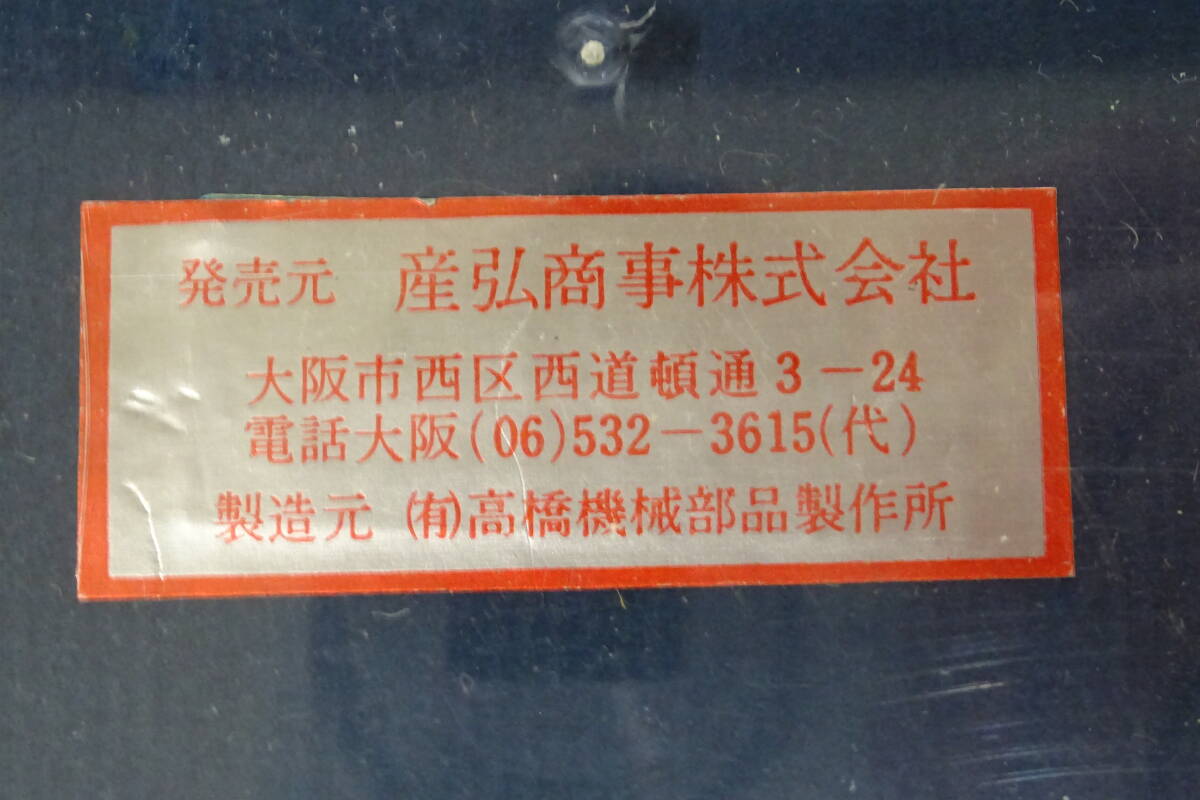 発売元 産弘商事株式会社
大阪市西区西道頓通3-24
電話大阪(06)532-3615(代)
製造元 (有)高橋機械部品製作所